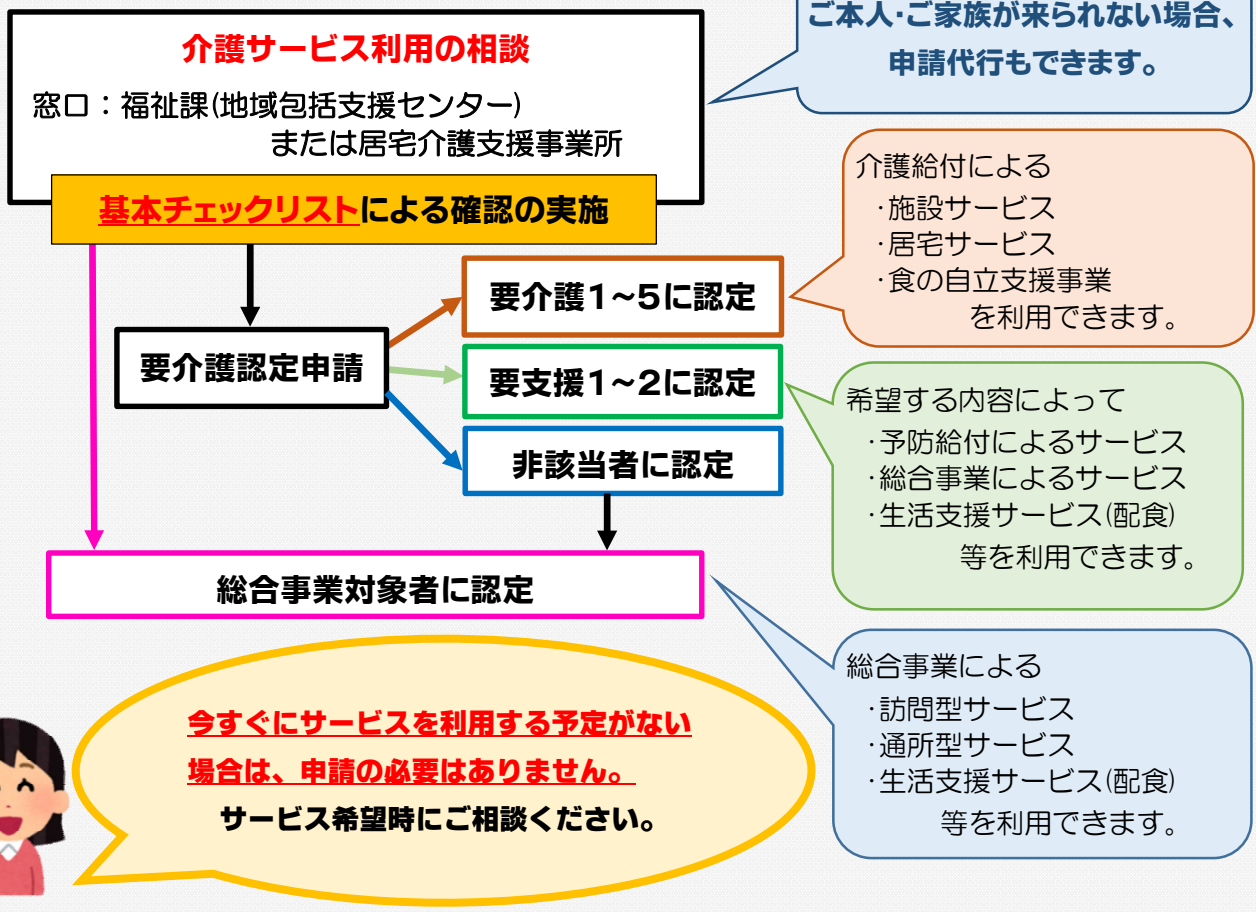 ご本人･ご家族が来られない場合、
申請代行もできます。
介護サービス利用の相談
窓口：福祉課(地域包括支援センター)
または居宅介護支援事業所
基本チェックリストによる確認の実施
介護給付による
･施設サービス
･居宅サービス
･食の自立支援事業
を利用できます。
要介護認定申請
要介護1～5に認定
要支援1～2に認定
非該当者に認定
希望する内容によって
･予防給付によるサービス
･総合事業によるサービス
･生活支援サービス(配食)
等を利用できます。
総合事業対象者に認定
総合事業による
･訪問型サービス
･通所型サービス
･生活支援サービス(配食)
等を利用できます。
今すぐにサービスを利用する予定がない
場合は、申請の必要はありません。
サービス希望時にご相談ください。